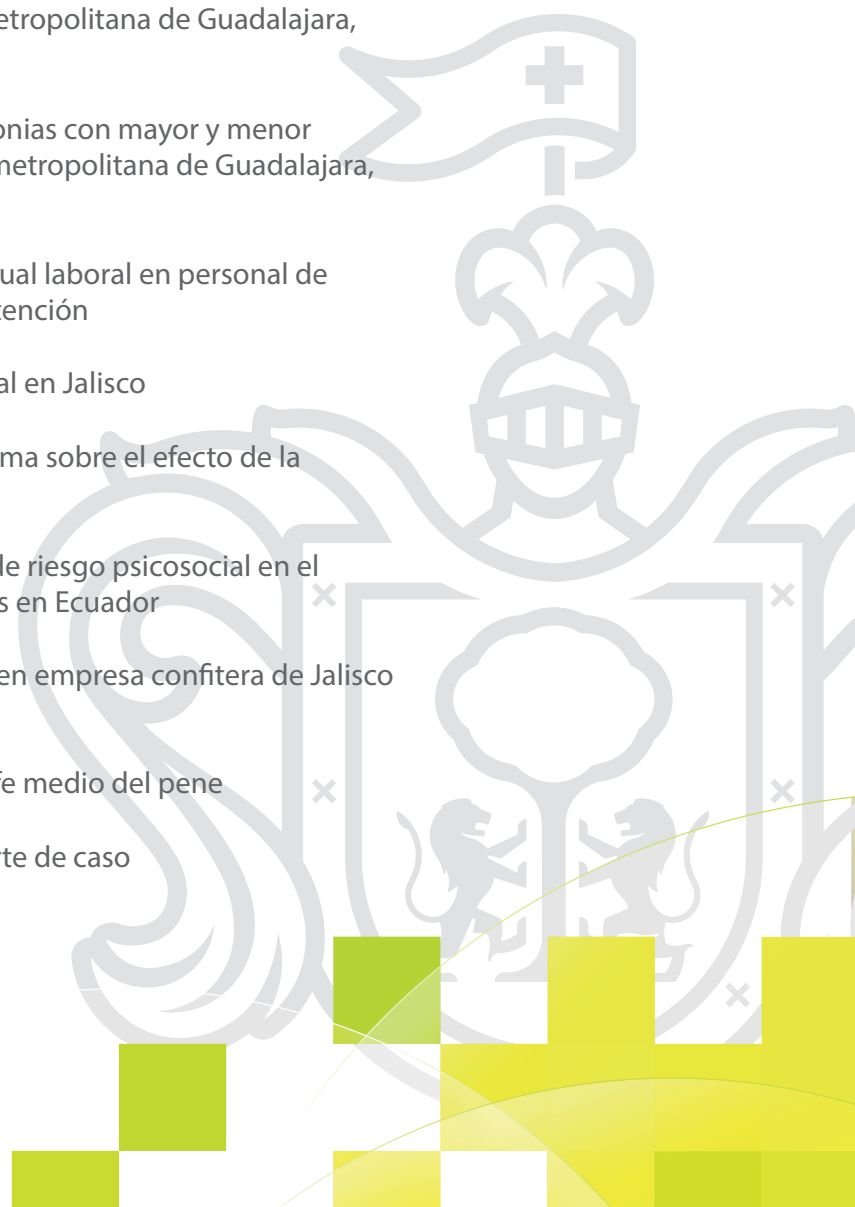 etropolitana de Guadalajara,
onias con mayor y menor
metropolitana de Guadalajara,
ual laboral en personal de
ención
al en Jalisco
ma sobre el efecto de la
de riesgo psicosocial en el
s en Ecuador
en empresa confitera de Jalisco
fe medio del pene
rte de caso